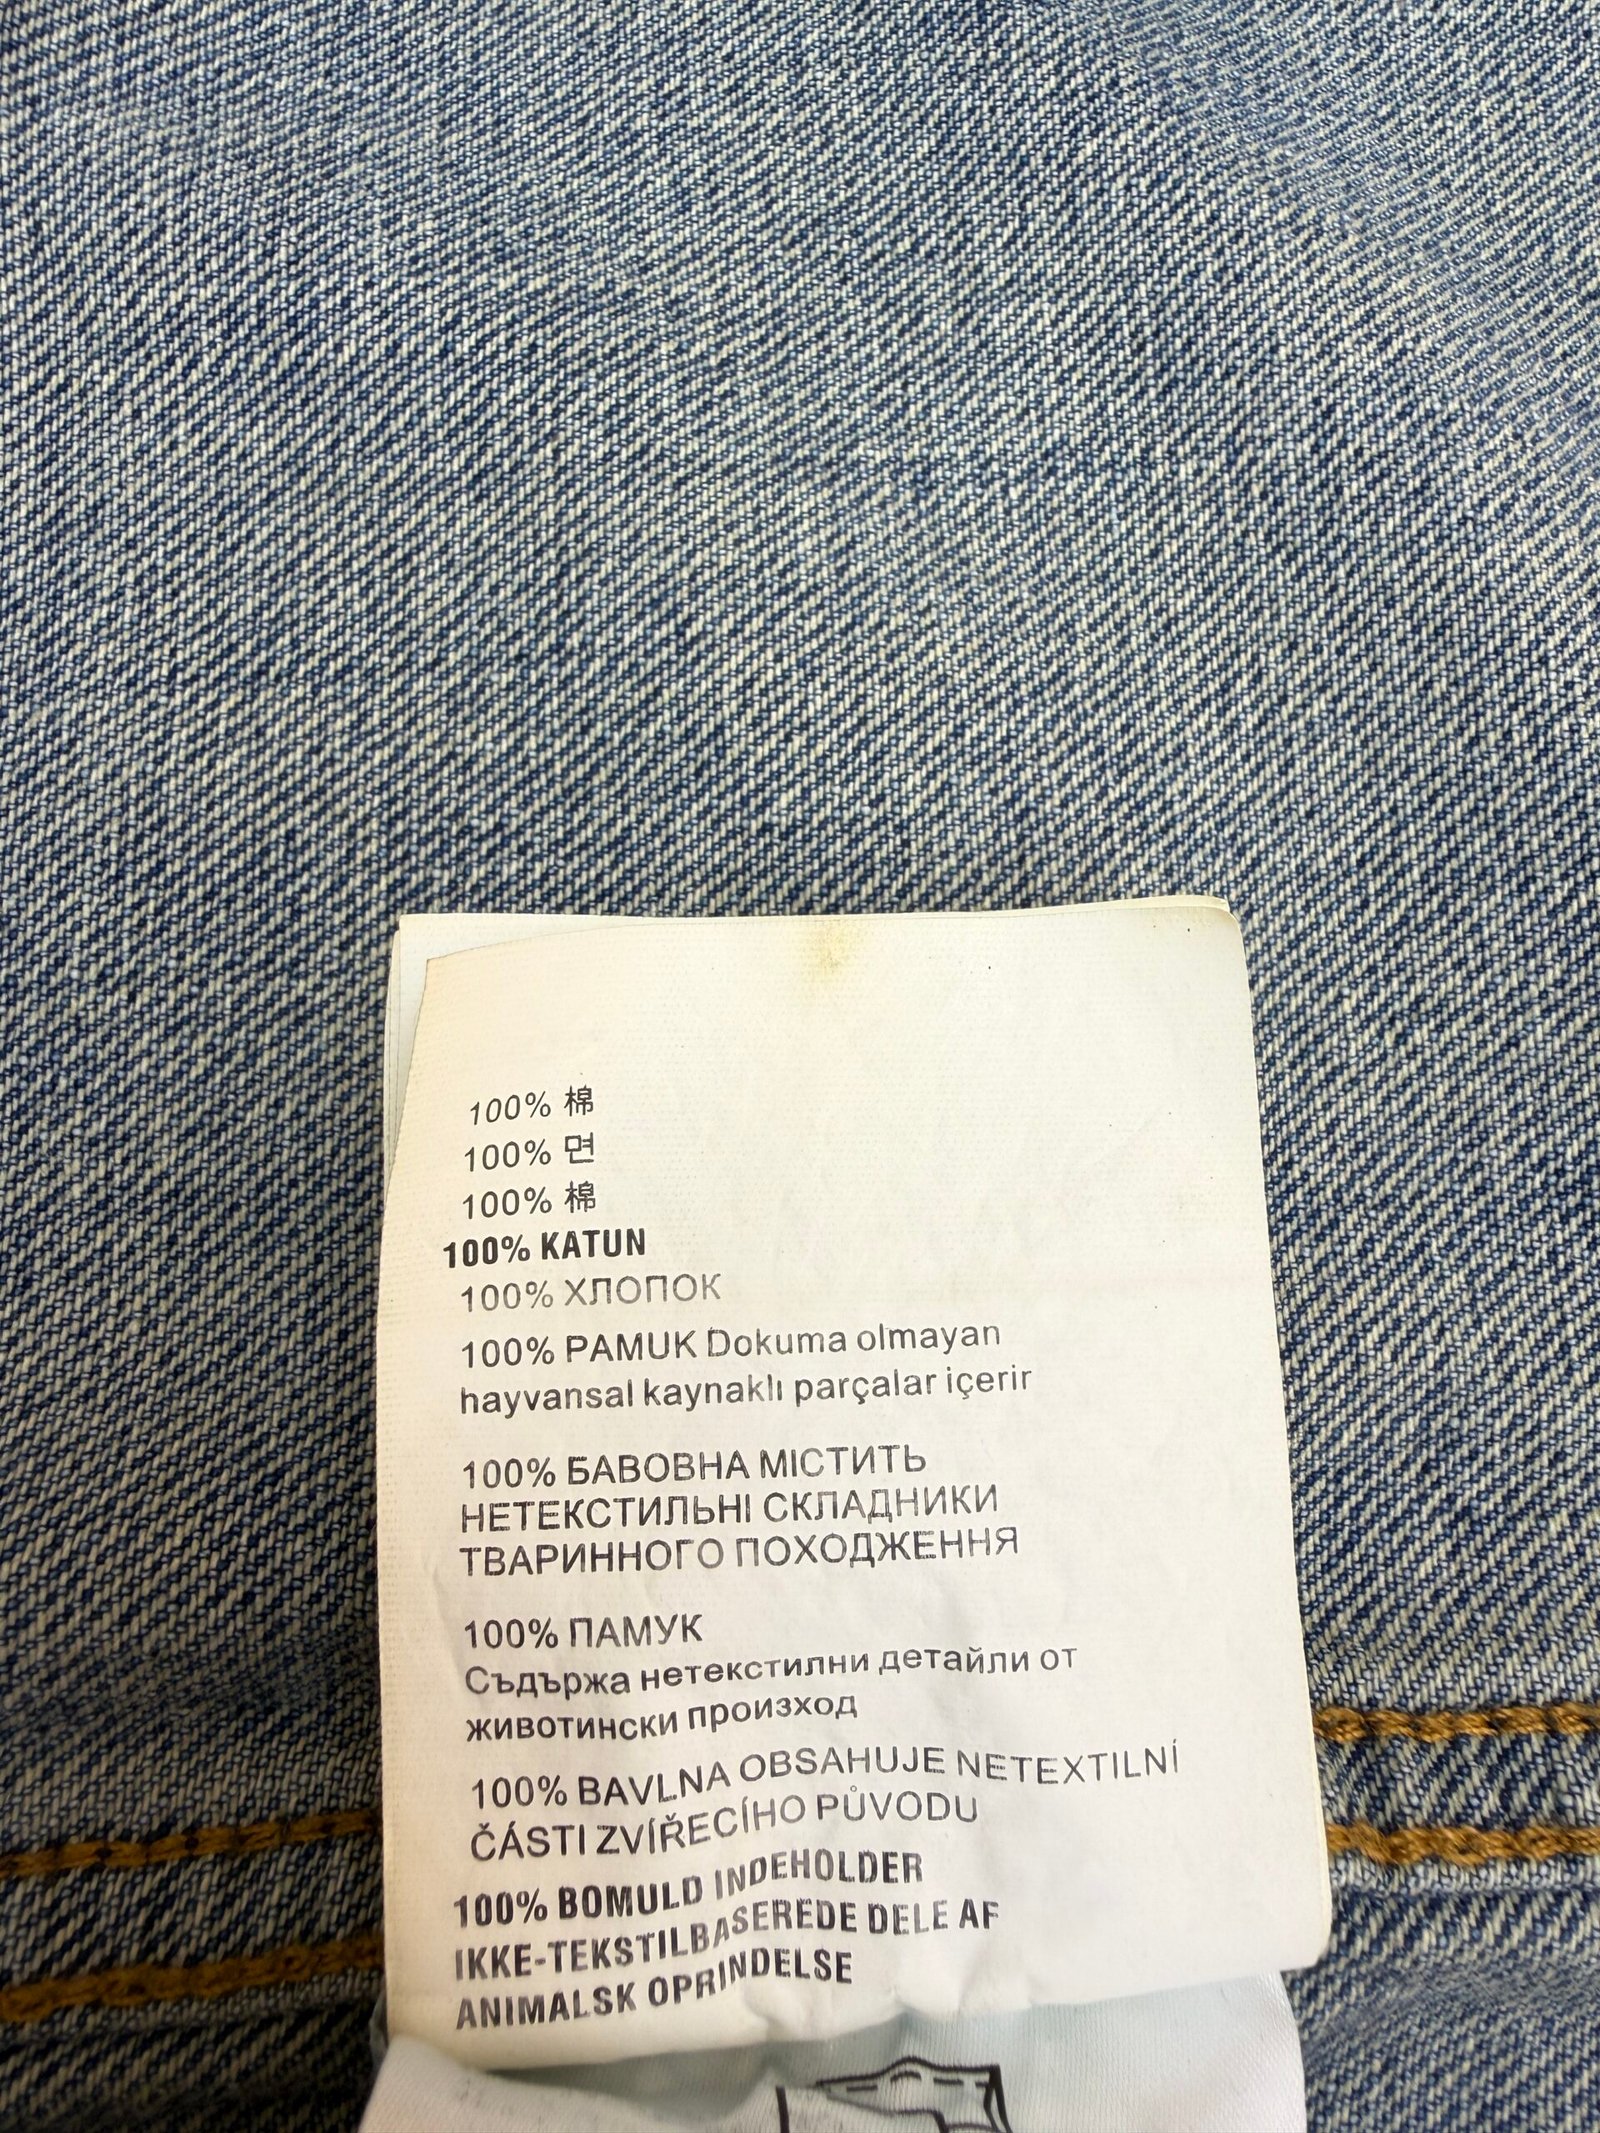 100% 棉
100% 면
100% 棉
100% KATUN
100% ХЛОПОК
100% PAMUK Dokuma olmayan
hayvansal kaynaklı parçalar içerir
100% БАВОВНА МІСТИТЬ
НЕТЕКСТИЛЬНІ СКЛАДНИКИ
ТВАРИННОГО ПОХОДЖЕННЯ
100% ПАМУК
Съдържа нетекстилни детайли от
животински произход
100% BAVLNA OBSAHUJE NETEXTILNÍ
ČÁSTI ZVÍŘECÍHO PŮVODU
100% BOMULD INDEHOLDER
IKKE-TEKSTILBASEREDE DELE AF
ANIMALSK OPRINDELSE